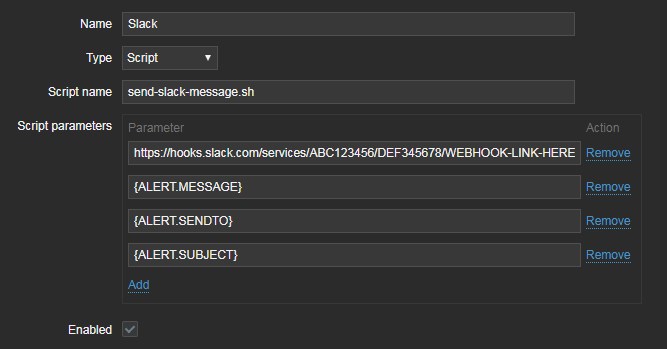 Name Slack
Type Script
Script name send-slack-message.sh
Script parameters Parameter Action
https://hooks.slack.com/services/ABC123456/DEF345678/WEBHOOK-LINK-HERE Remove
{ALERT.MESSAGE} Remove
{ALERT.SENDTO} Remove
{ALERT.SUBJECT} Remove
Add
Enabled